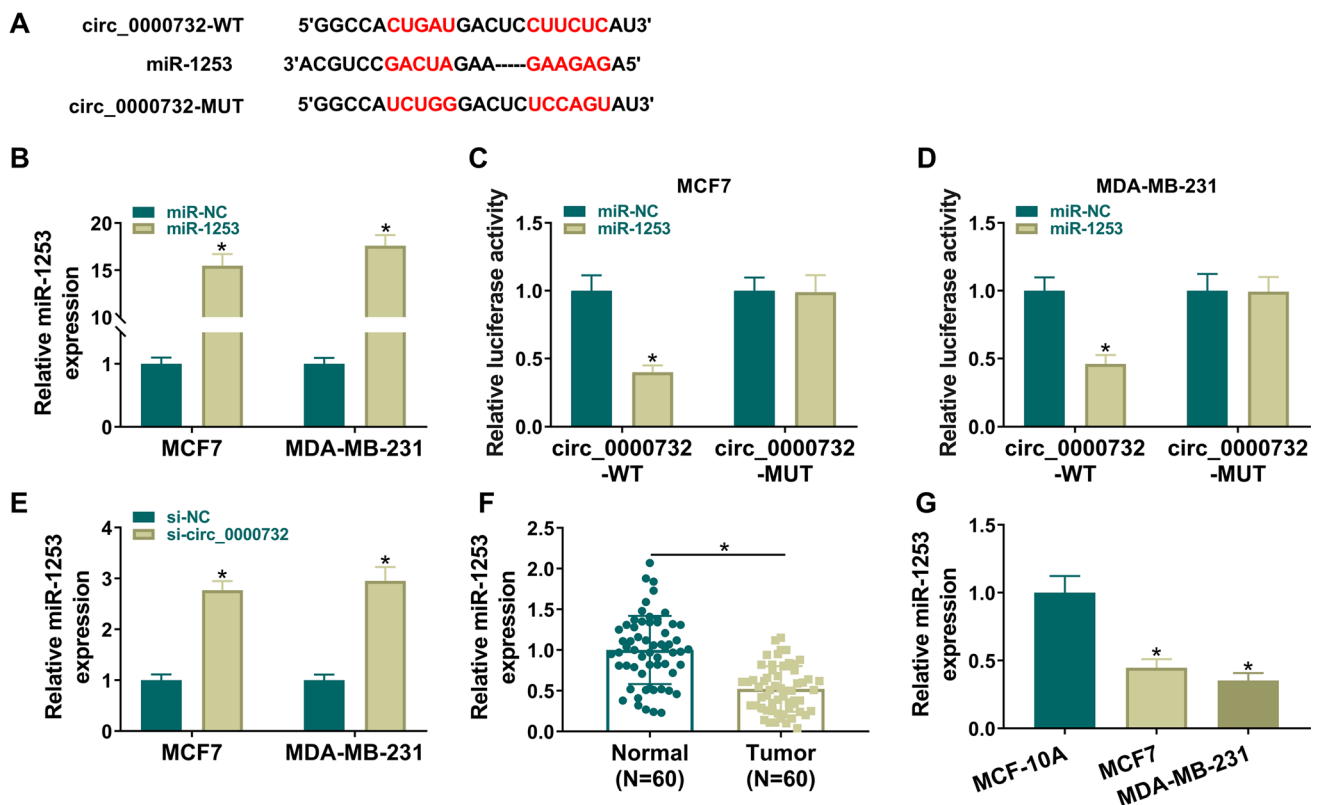 A
circ_0000732-WT 5'GGCCACUGAUGACUCCUUCUCAU3'
miR-1253 3'ACGUCCGACUAGAA-----GAAGAGA5'
circ_0000732-MUT 5'GGCCAUCUGGGACUCUCCAGUAU3'
B
Relative miR-1253
expression
miR-NC
miR-1253
20
15
10
1
0
*
*
MCF7
MDA-MB-231
C
MCF7
Relative luciferase activity
miR-NC
miR-1253
1.5
1.0
0.5
0.0
*
circ_0000732
-WT
circ_0000732
-MUT
D
MDA-MB-231
Relative luciferase activity
miR-NC
miR-1253
1.5
1.0
0.5
0.0
*
circ_0000732
-WT
circ_0000732
-MUT
E
Relative miR-1253
expression
si-NC
si-circ_0000732
4
3
2
1
0
*
*
MCF7
MDA-MB-231
F
Relative miR-1253
expression
2.5
2.0
1.5
1.0
0.5
0.0
*
Normal
(N=60)
Tumor
(N=60)
G
Relative miR-1253
expression
1.5
1.0
0.5
0.0
*
*
MCF-10A
MCF7
MDA-MB-231